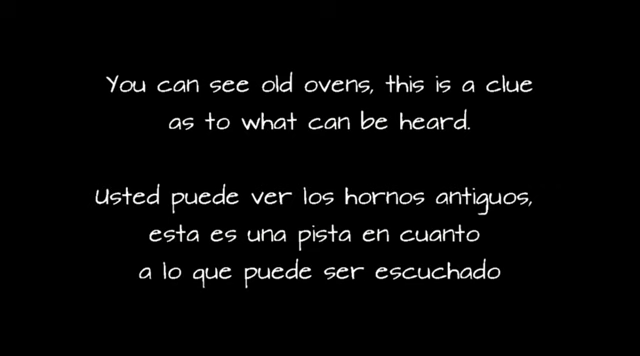 You can see old ovens, this is a clue
as to what can be heard.
Usted puede ver los hornos antiguos,
esta es una pista en cuanto
a lo que puede ser escuchado